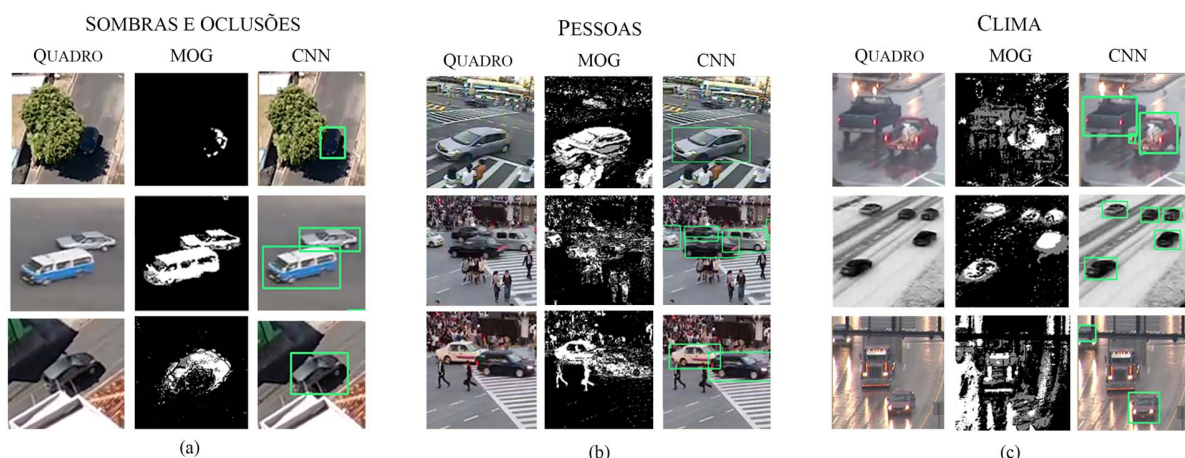 SOMBRAS E OCLUSÕES
QUADRO MOG CNN
(a)
PESSOAS
QUADRO MOG CNN
(b)
CLIMA
QUADRO MOG CNN
(c)